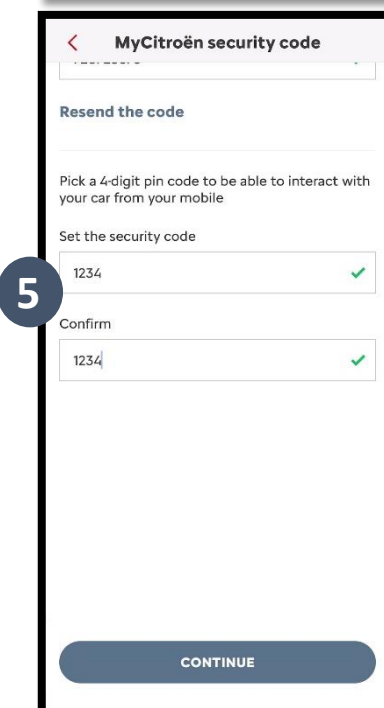 MyCitroën security code
Resend the code
Pick a 4-digit pin code to be able to interact with
your car from your mobile
Set the security code
1234
5
Confirm
1234
CONTINUE